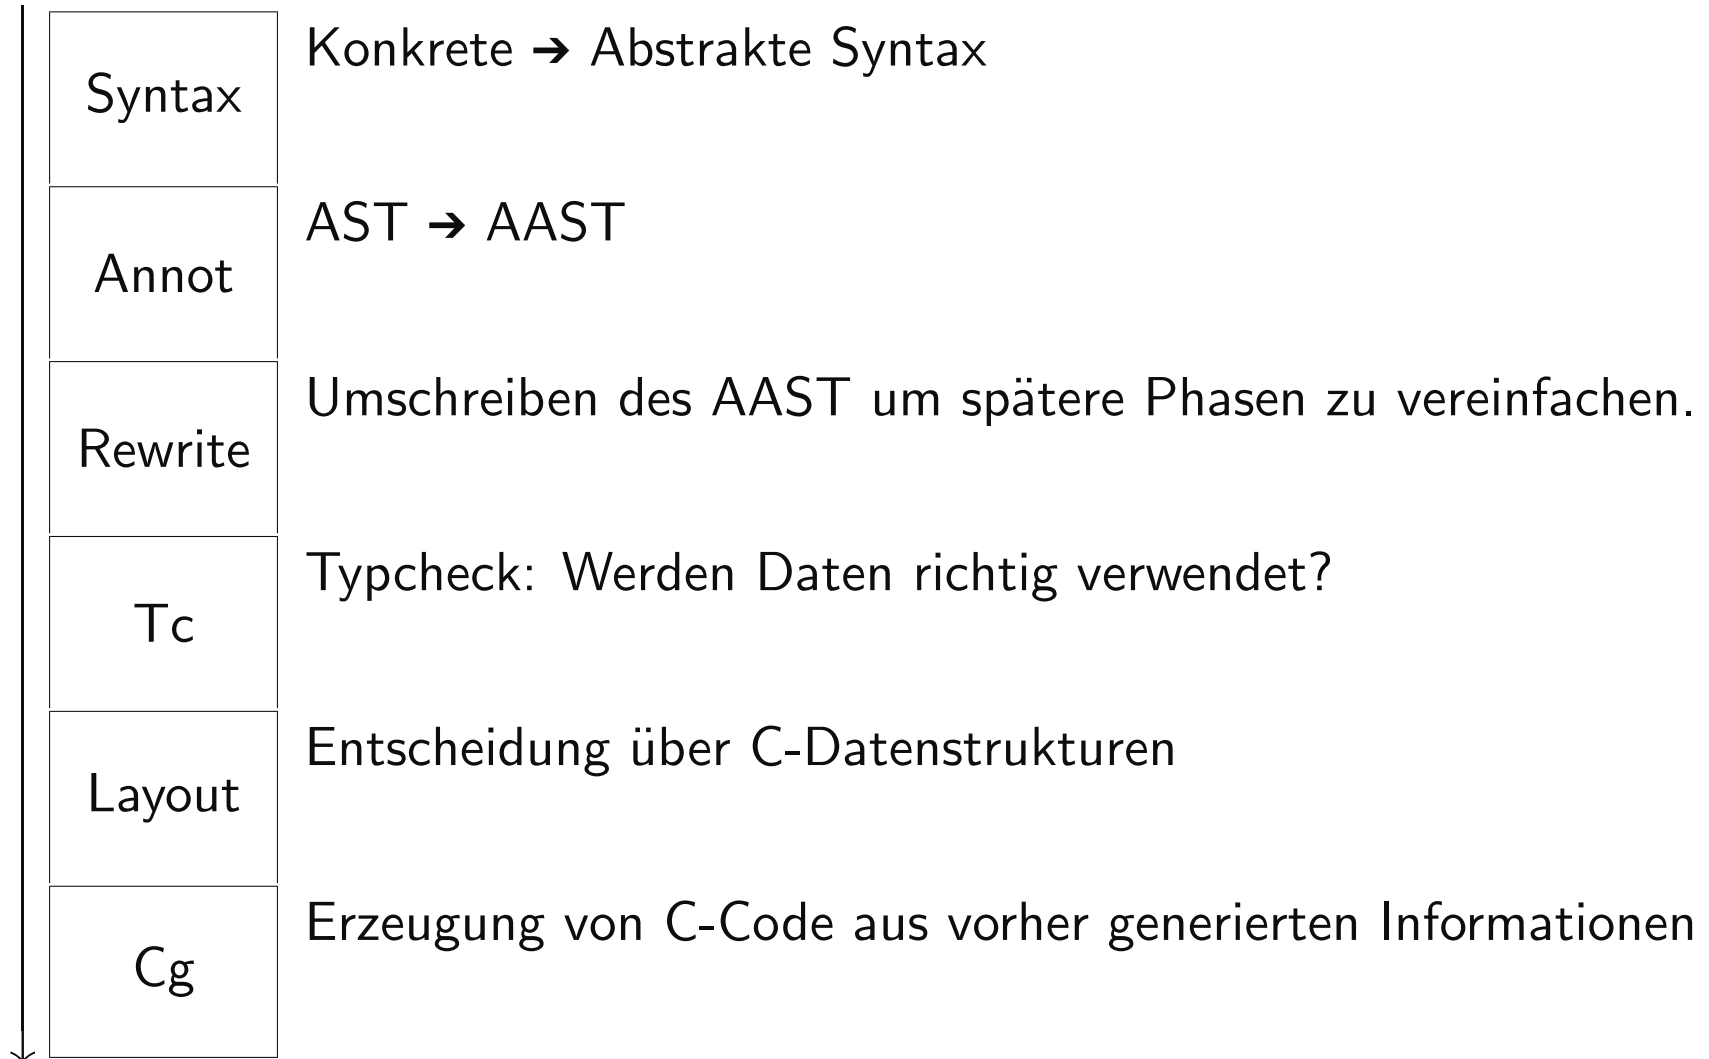 Konkrete ➔ Abstrakte Syntax
Syntax
AST ➔ AAST
Annot
Umschreiben des AAST um spätere Phasen zu vereinfachen.
Rewrite
Typcheck: Werden Daten richtig verwendet?
Tc
Entscheidung über C-Datenstrukturen
Layout
Erzeugung von C-Code aus vorher generierten Informationen
Cg